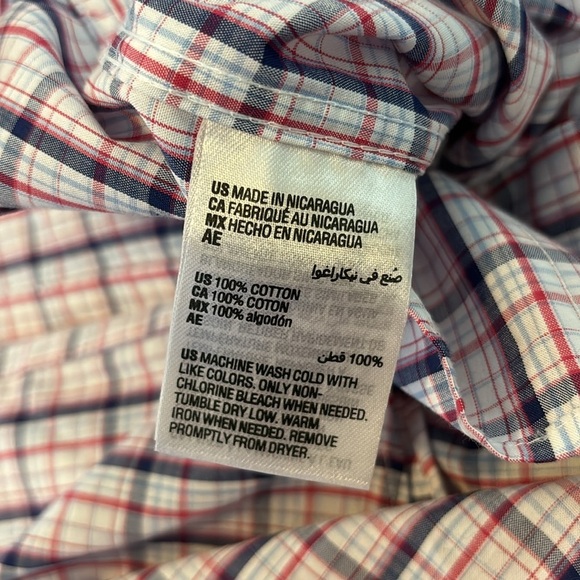 US MADE IN NICARAGUA
CA FABRIQUÉ AU NICARAGUA
MX HECHO EN NICARAGUA
AE
صُنع في نيكاراغوا
US 100% COTTON
CA 100% COTON
MX 100% algodón
AE
100% قطن
US MACHINE WASH COLD WITH
LIKE COLORS. ONLY NON-
CHLORINE BLEACH WHEN NEEDED.
TUMBLE DRY LOW. WARM
IRON WHEN NEEDED. REMOVE
PROMPTLY FROM DRYER.